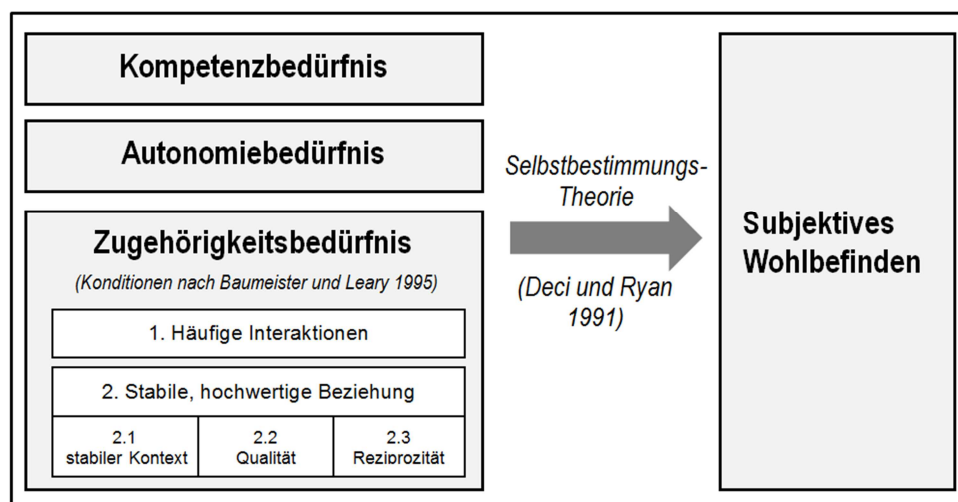 Kompetenzbedürfnis
Autonomiebedürfnis
Zugehörigkeitsbedürfnis
(Konditionen nach Baumeister und Leary 1995)
1. Häufige Interaktionen
2. Stabile, hochwertige Beziehung
2.1
stabiler Kontext
2.2
Qualität
2.3
Reziprozität
Selbstbestimmungs-
Theorie
(Deci und Ryan
1991)
Subjektives
Wohlbefinden